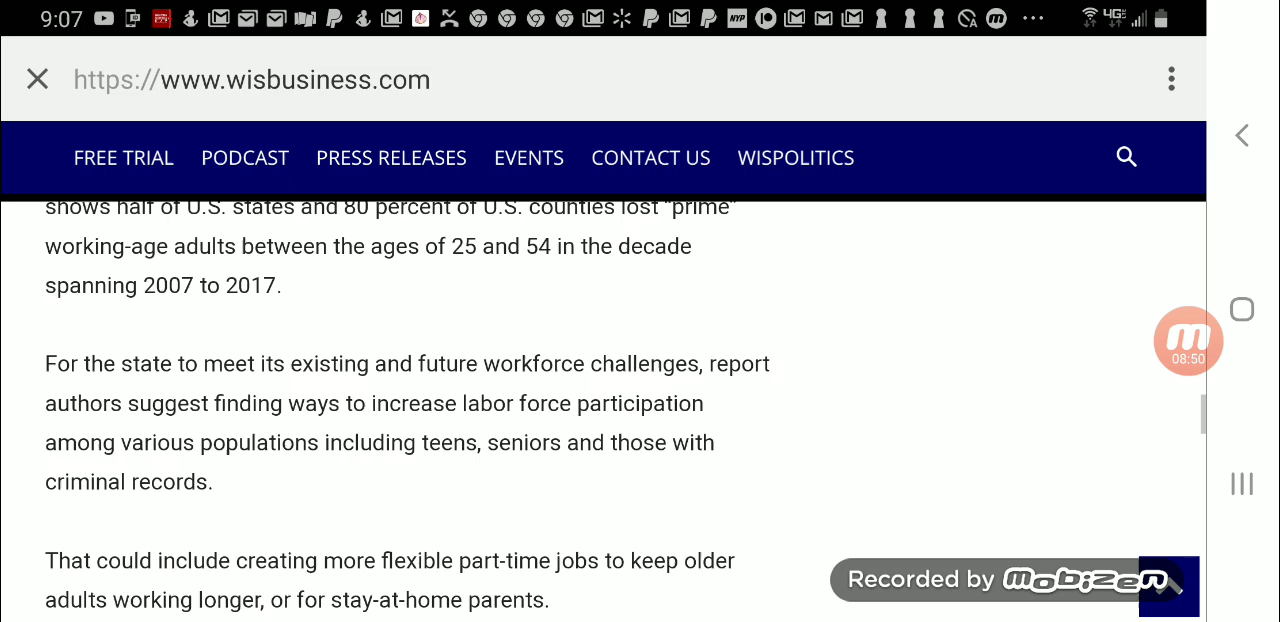 9:07
NYP
4G
https://www.wisbusiness.com
FREE TRIAL PODCAST PRESS RELEASES EVENTS CONTACT US WISPOLITICS
shows half of U.S. states and 80 percent of U.S. counties lost "prime"
working-age adults between the ages of 25 and 54 in the decade
spanning 2007 to 2017.
For the state to meet its existing and future workforce challenges, report
authors suggest finding ways to increase labor force participation
among various populations including teens, seniors and those with
criminal records.
08:50
That could include creating more flexible part-time jobs to keep older
adults working longer, or for stay-at-home parents.
Recorded by mobizen